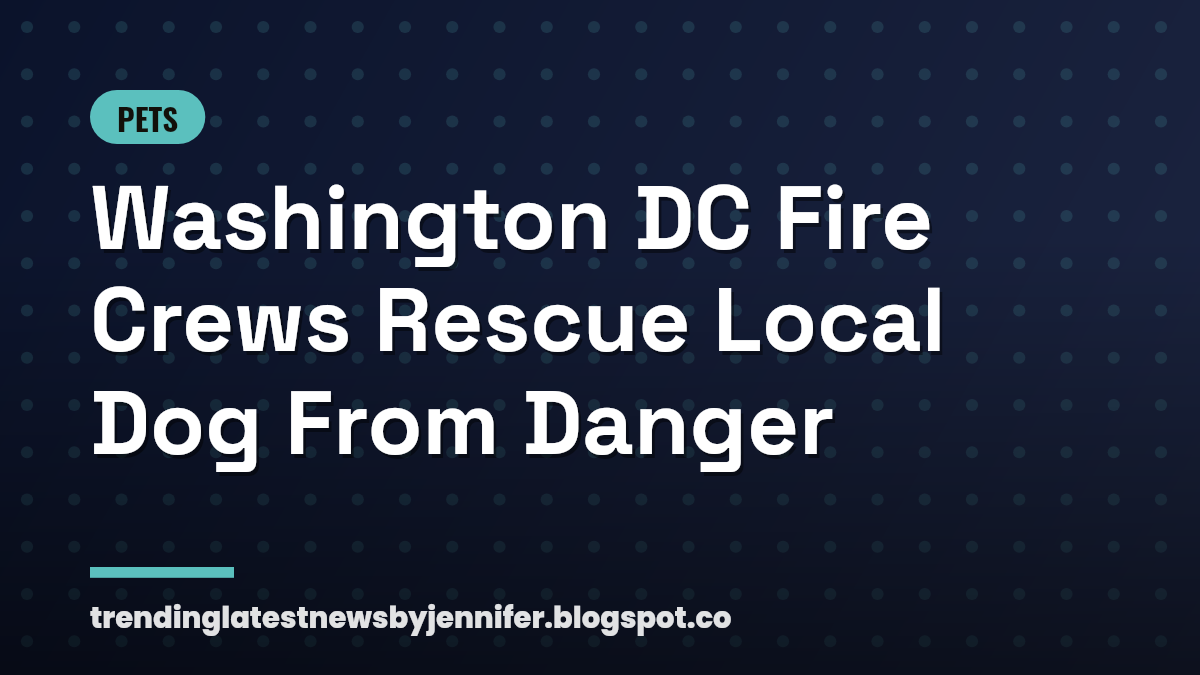 PETS
Washington DC Fire
Crews Rescue Local
Dog From Danger
trendinglatestnewsbyjennifer.blogspot.co